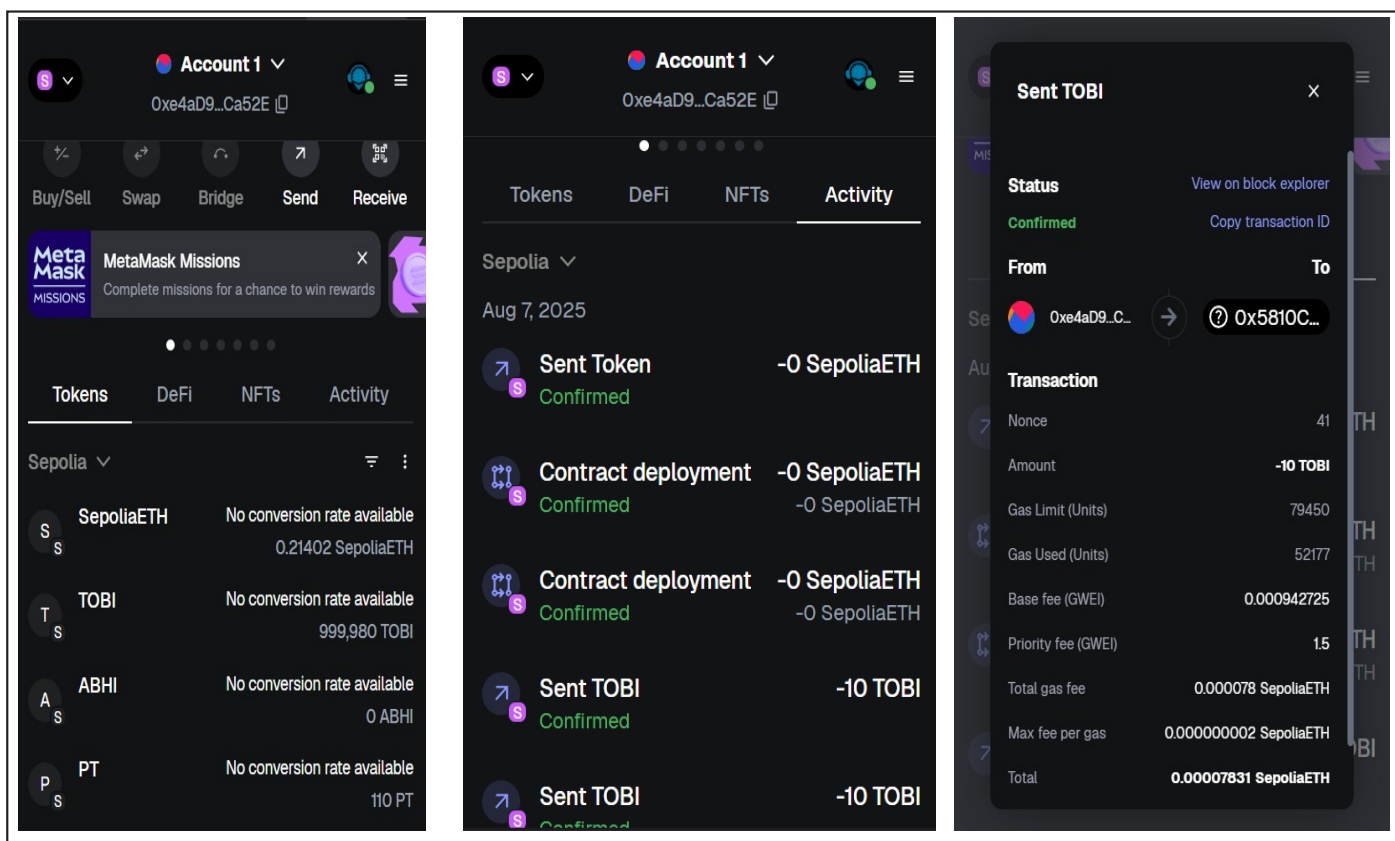 S
Account 1
0xe4aD9...Ca52E
Buy/Sell Swap Bridge Send Receive
Meta
Mask
MISSIONS
MetaMask Missions
Complete missions for a chance to win rewards
Tokens DeFi NFTs Activity
Sepolia
S S SepoliaETH No conversion rate available
0.21402 SepoliaETH
T S TOBI No conversion rate available
999,980 TOBI
A S ABHI No conversion rate available
0 ABHI
P S PT No conversion rate available
110 PT
S
Account 1
0xe4aD9...Ca52E
Tokens DeFi NFTs Activity
Sepolia
Aug 7, 2025
Sent Token -0 SepoliaETH
S Confirmed
Contract deployment -0 SepoliaETH
S Confirmed -0 SepoliaETH
Contract deployment -0 SepoliaETH
S Confirmed -0 SepoliaETH
Sent TOBI -10 TOBI
S Confirmed
Sent TOBI -10 TOBI
S Confirmed
Sent TOBI X
Status View on block explorer
Confirmed Copy transaction ID
From To
0xe4aD9...C... 0x5810C...
Transaction
Nonce 41
Amount -10 TOBI
Gas Limit (Units) 79450
Gas Used (Units) 52177
Base fee (GWEI) 0.000942725
Priority fee (GWEI) 1.5
Total gas fee 0.000078 SepoliaETH
Max fee per gas 0.000000002 SepoliaETH
Total 0.00007831 SepoliaETH